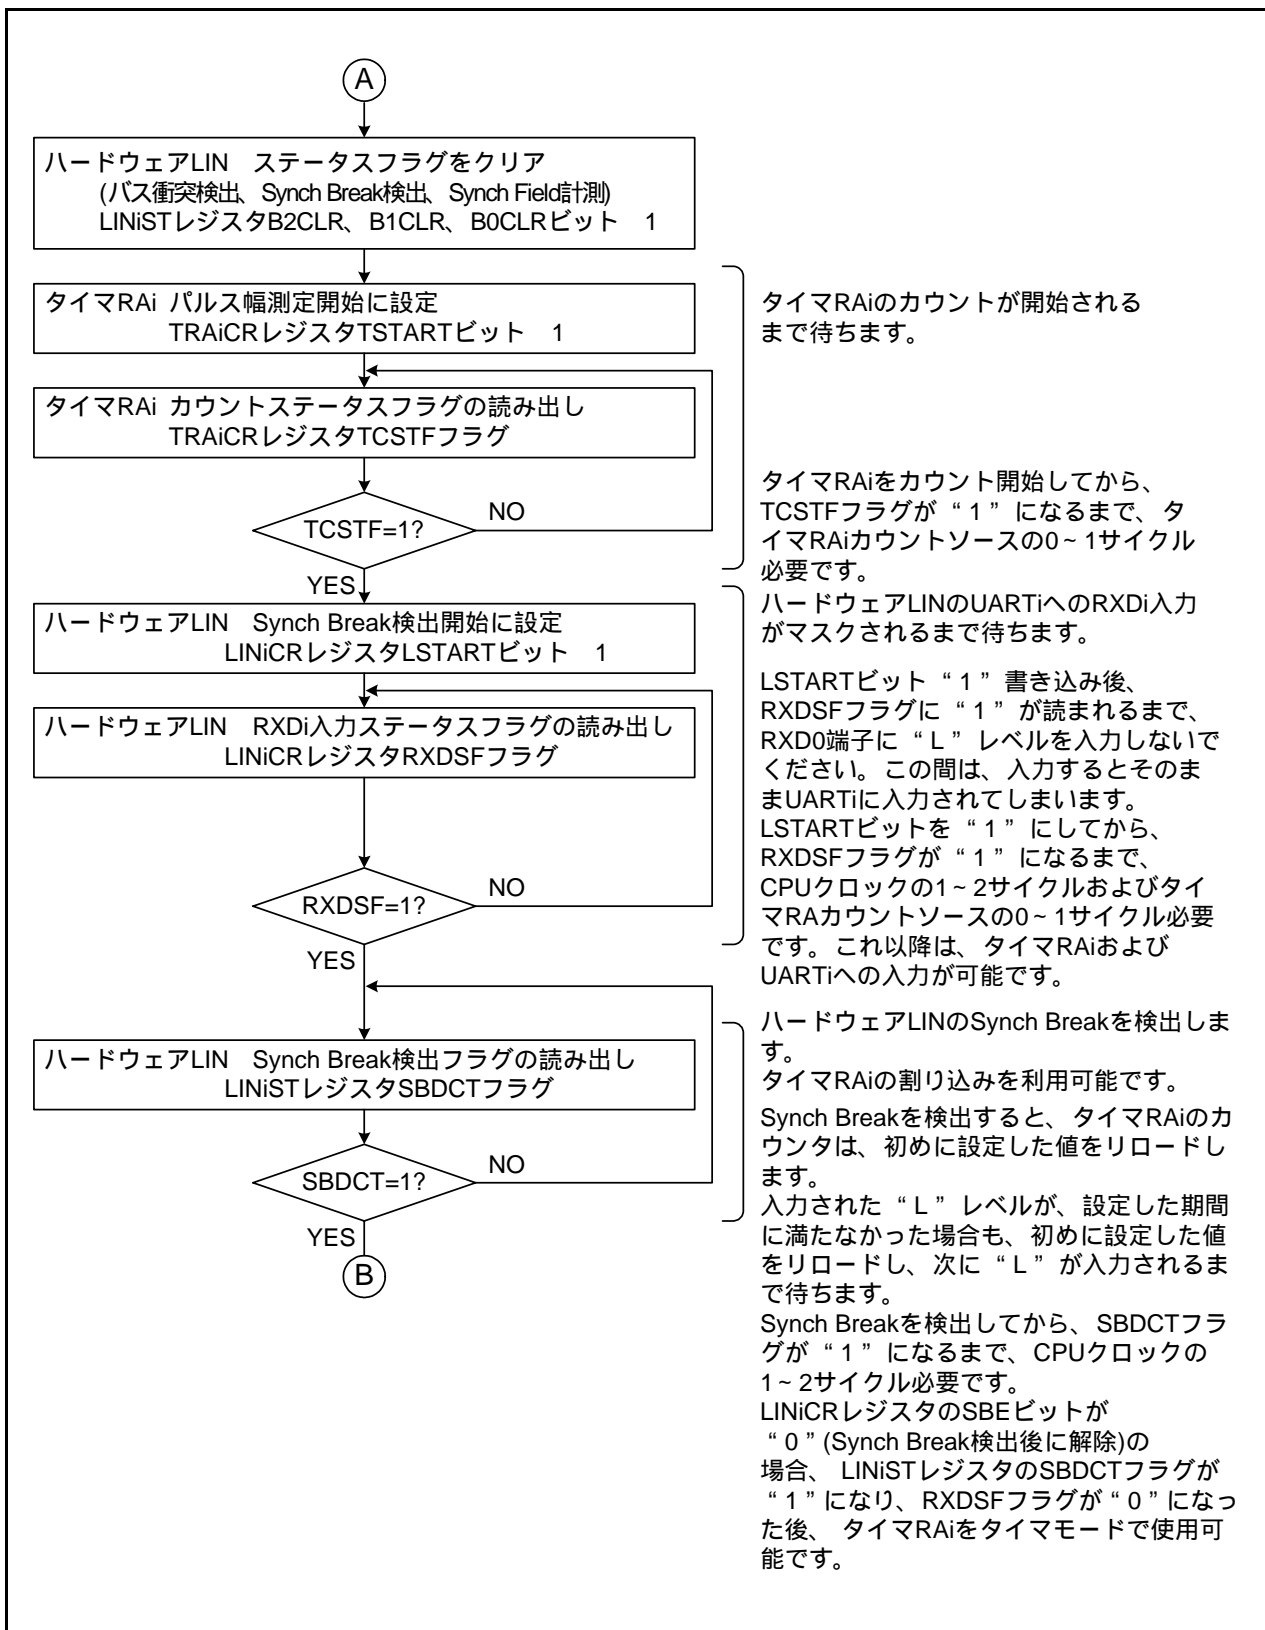 A
ハードウェアLIN　ステータスフラグをクリア
(バス衝突検出、Synch Break検出、Synch Field計測)
LINiSTレジスタB2CLR、B1CLR、B0CLRビット　1
タイマRAi パルス幅測定開始に設定
TRAiCRレジスタTSTARTビット　1
タイマRAi カウントステータスフラグの読み出し
TRAiCRレジスタTCSTFフラグ
TCSTF=1?
NO
YES
タイマRAiのカウントが開始される
まで待ちます。
タイマRAiをカウント開始してから、
TCSTFフラグが“1”になるまで、タ
イマRAiカウントソースの0~1サイクル
必要です。
ハードウェアLIN　Synch Break検出開始に設定
LINiCRレジスタLSTARTビット　1
ハードウェアLIN　RXDi入力ステータスフラグの読み出し
LINiCRレジスタRXDSFフラグ
RXDSF=1?
NO
YES
ハードウェアLINのUARTiへのRXDi入力
がマスクされるまで待ちます。
LSTARTビット“1”書き込み後、
RXDSFフラグに“1”が読まれるまで、
RXD0端子に“L”レベルを入力しないで
ください。この間は、入力するとそのま
まUARTiに入力されてしまいます。
LSTARTビットを“1”にしてから、
RXDSFフラグが“1”になるまで、
CPUクロックの1~2サイクルおよびタイ
マRAカウントソースの0~1サイクル必要
です。これ以降は、タイマRAiおよび
UARTiへの入力が可能です。
ハードウェアLIN　Synch Break検出フラグの読み出し
LINiSTレジスタSBDCTフラグ
SBDCT=1?
NO
YES
B
ハードウェアLINのSynch Breakを検出しま
す。
タイマRAiの割り込みを利用可能です。
Synch Breakを検出すると、タイマRAiのカ
ウンタは、初めに設定した値をリロードし
ます。
入力された“L”レベルが、設定した期間
に満たなかった場合も、初めに設定した値
をリロードし、次に“L”が入力されるま
で待ちます。
Synch Breakを検出してから、SBDCTフラ
グが“1”になるまで、CPUクロックの
1~2サイクル必要です。
LINiCRレジスタのSBEビットが
“0”(Synch Break検出後に解除)の
場合、LINiSTレジスタのSBDCTフラグが
“1”になり、RXDSFフラグが“0”になっ
た後、タイマRAiをタイマモードで使用可
能です。